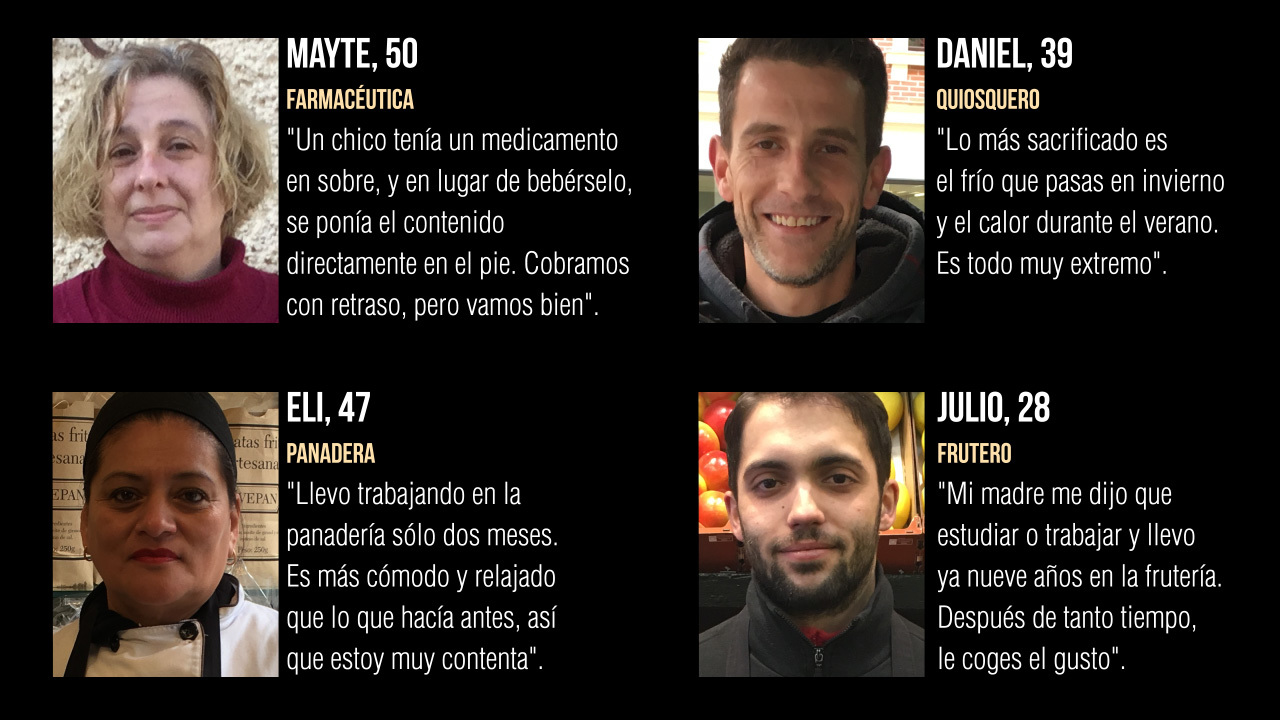 MAYTE, 50
FARMACÉUTICA
"Un chico tenía un medicamento
en sobre, y en lugar de bebérselo,
se ponía el contenido
directamente en el pie. Cobramos
con retraso, pero vamos bien".
DANIEL, 39
QUIOSQUERO
"Lo más sacrificado es
el frío que pasas en invierno
y el calor durante el verano.
Es todo muy extremo".
ELI, 47
PANADERA
"Llevo trabajando en la
panadería sólo dos meses.
Es más cómodo y relajado
que lo que hacía antes, así
que estoy muy contenta".
JULIO, 28
FRUTERO
"Mi madre me dijo que
estudiar o trabajar y llevo
ya nueve años en la frutería.
Después de tanto tiempo,
le coges el gusto".